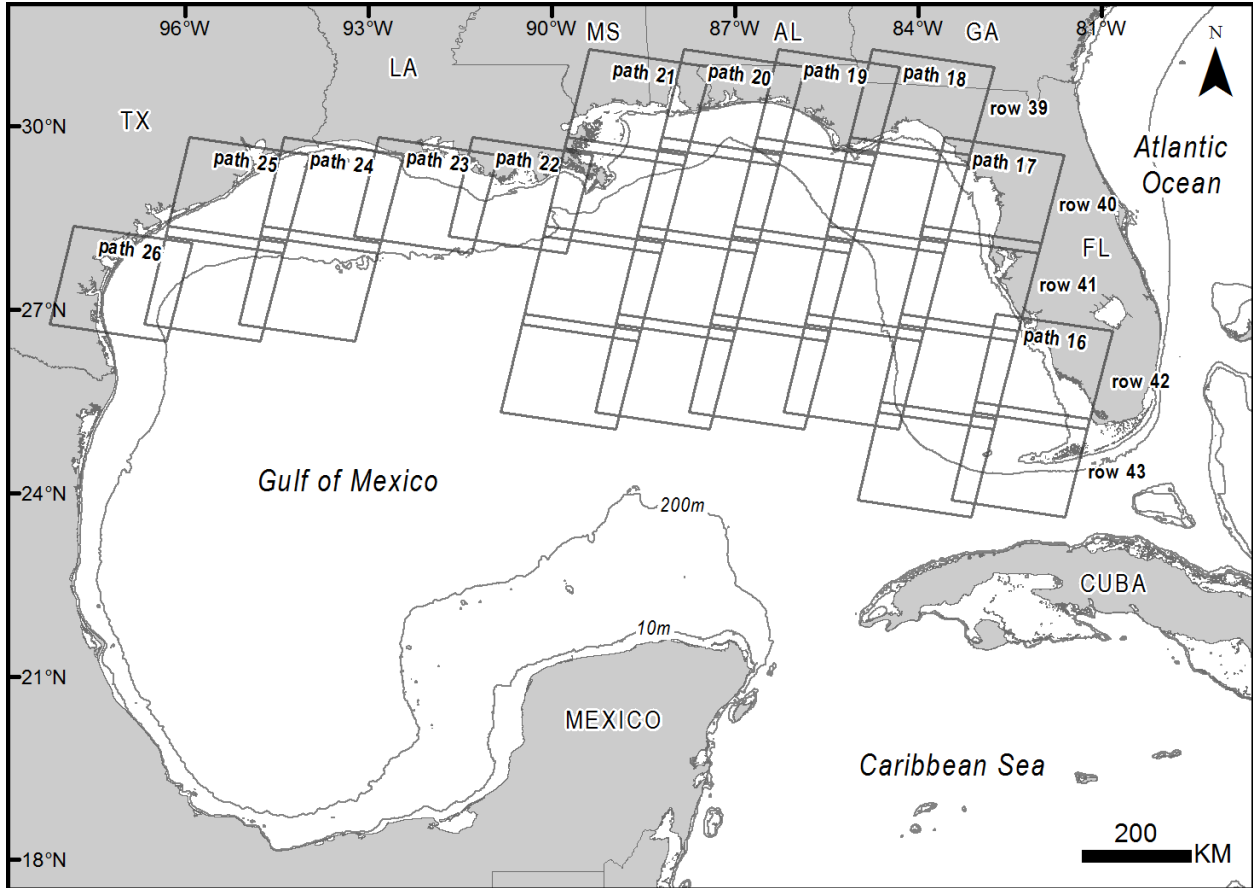 96°W
93°W
90°W
87°W
84°W
81°W
MS
AL
GA
N
LA
TX
path 21
path 20
path 19
path 18
row 39
30°N
Atlantic
Ocean
path 25
path 24
path 23
path 22
path 17
row 40
path 26
FL
row 41
27°N
path 16
row 42
Gulf of Mexico
row 43
24°N
200m
CUBA
10m
21°N
MEXICO
Caribbean Sea
200
KM
18°N